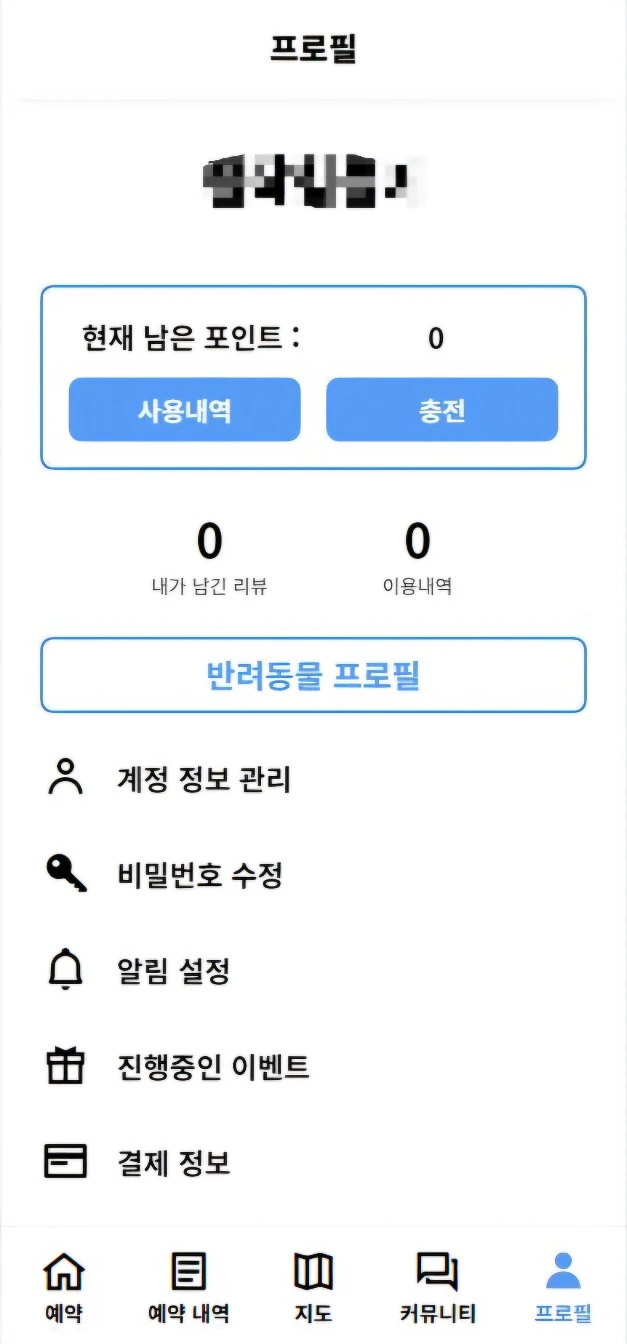 프로필
현재 남은 포인트 : 0
사용내역 충전
0 0
내가 남긴 리뷰 이용내역
반려동물 프로필
계정 정보 관리
비밀번호 수정
알림 설정
진행중인 이벤트
결제 정보
예약 예약 내역 지도 커뮤니티 프로필